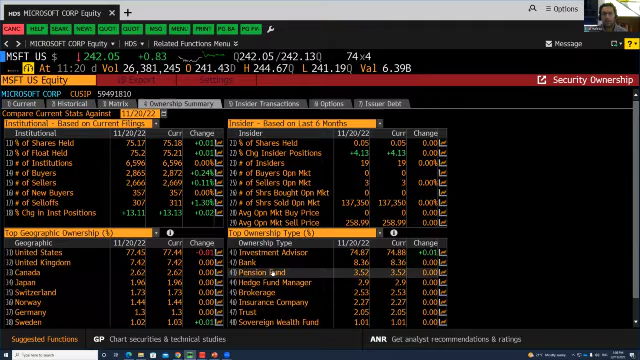 HDS MICROSOFT CORP Equity × +
Options
CANC HELP SEARCH NEWS QUOTE MESSAGE PRINT PG BA PG F MENU
MICROSOFT CORP Equity HDS Related Functions Menu Message
MSFT US $ 242.05 + 0.83 Q 242.05 / 242.13 Q 74 x 4
At 11:20 d Vol 26,381,245 O 241.43 D H 244.67 Q L 241.19 Q Val 6.39B
MSFT US Equity Export Settings Security Ownership
MICROSOFT CORP CUSIP 59491810
1) Current 2) Historical 3) Matrix 4) Ownership Summary 5) Insider Transactions 6) Options 7) Issuer Debt
Compare Current Stats Against 11/20/22
Institutional - Based on Current Filings
Institutional 11/20/22 Curr Change
11) % of Shares Held 75.17 75.18 +0.01
12) % of Float Held 75.2 75.21 +0.01
13) # of Institutions 6,596 6,596 0.00%
14) # of Buyers 2,865 2,872 +0.24%
15) # of Sellers 2,666 2,669 +0.11%
16) # of New Buyers 357 357 0.00%
17) # of Selloffs 307 311 +1.30%
18) % Chg in Inst Positions +13.11 +13.13 +0.02
Insider - Based on Last 6 Months
Insider 11/20/22 Curr Change
21) % of Shares Held 0.05 0.05 0.00
22) % Chg Insider Positions +4.13 +4.13 0.00
23) # of Insiders 19 19 0.00%
24) # of Buyers Opn Mkt 0 0 0.00
25) # of Sellers Opn Mkt 3 3 0.00
26) # of Shrs Bought Opn Mkt 0 0 0.00
27) # of Shrs Sold Opn Mkt 137,350 137,350 0.00
28) Avg Opn Mkt Buy Price 0.00
29) Avg Opn Mkt Sell Price 258.99 258.99 0.00
Top Geographic Ownership (%)
Geographic 11/20/22 Curr Change
31) United States 77.45 77.44 -0.01
32) United Kingdom 7.42 7.42 0.00
33) Canada 2.62 2.62 0.00
34) Japan 1.96 1.96 0.00
35) Switzerland 1.73 1.73 0.00
36) Norway 1.44 1.44 0.00
37) Germany 1.3 1.3 0.00
38) Sweden 1.02 1.03 +0.01
Top Ownership Type (%)
Ownership Type 11/20/22 Curr Change
41) Investment Advisor 74.87 74.88 +0.01
42) Bank 8.36 8.36 0.00
43) Pension Fund 3.52 3.52 0.00
44) Hedge Fund Manager 2.9 2.9 0.00
45) Brokerage 2.53 2.53 0.00
46) Insurance Company 2.27 2.27 0.00
47) Trust 2.05 2.05 0.00
48) Sovereign Wealth Fund 1.01 1.01 0.00
Suggested Functions GP Chart securities & technical studies ANR Get analyst recommendations & ratings
Type here to search